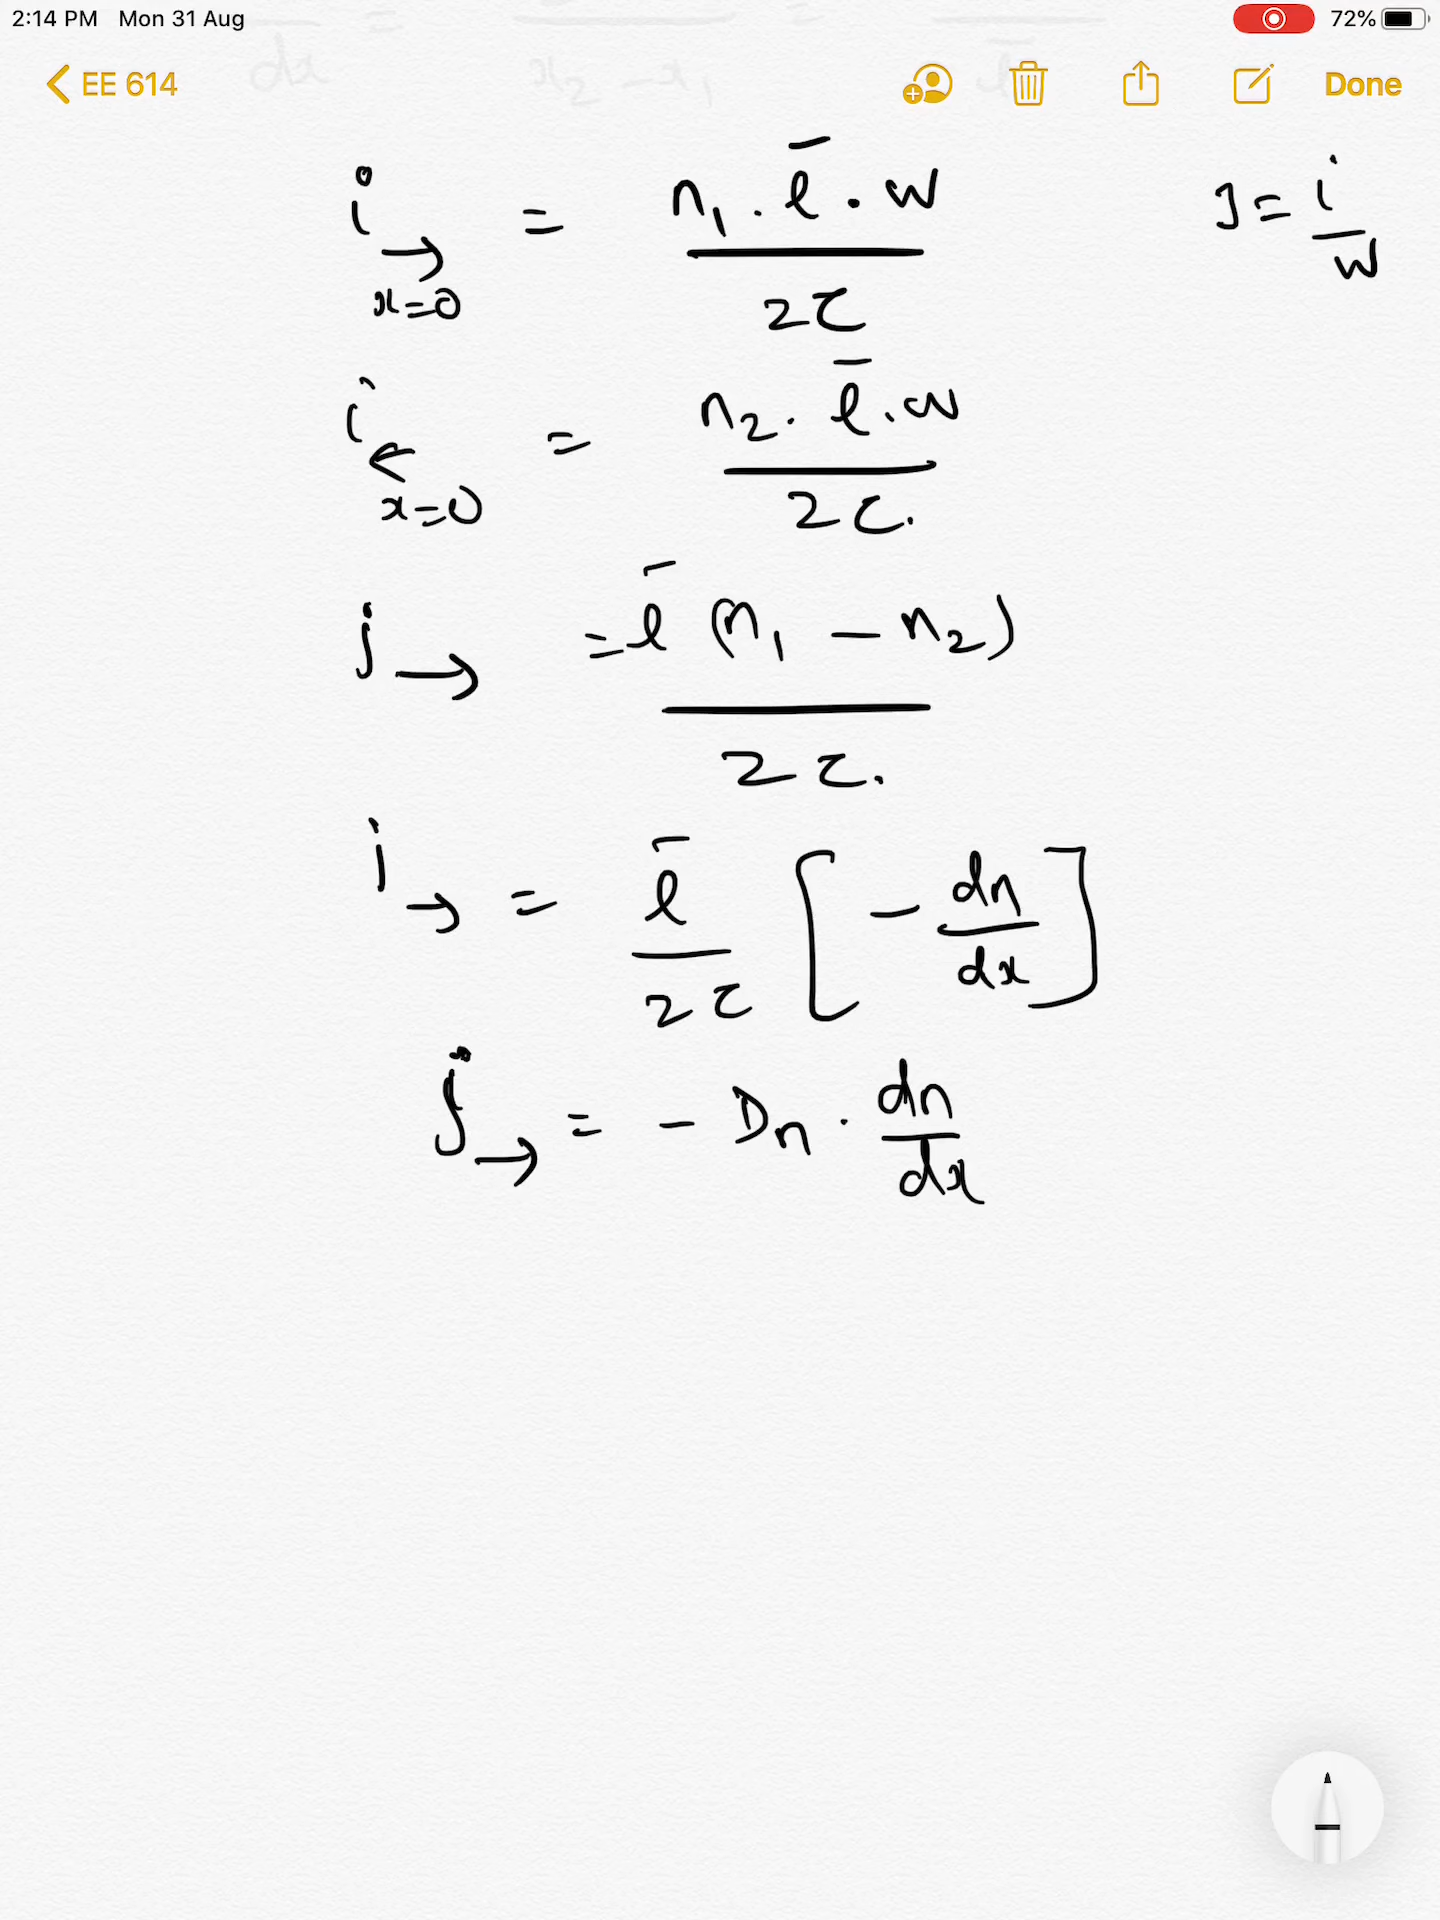 2:14 PM Mon 31 Aug 72%
EE 614 Done
i→ x=0 = n₁ . l̄ . w / 2τ
J = i / w
i← x=0 = n₂ . l̄ . w / 2τ.
j→ = l̄ (n₁ − n₂) / 2τ.
j→ = l̄ / 2τ [ − dn / dx ]
j→ = − Dn . dn / dx